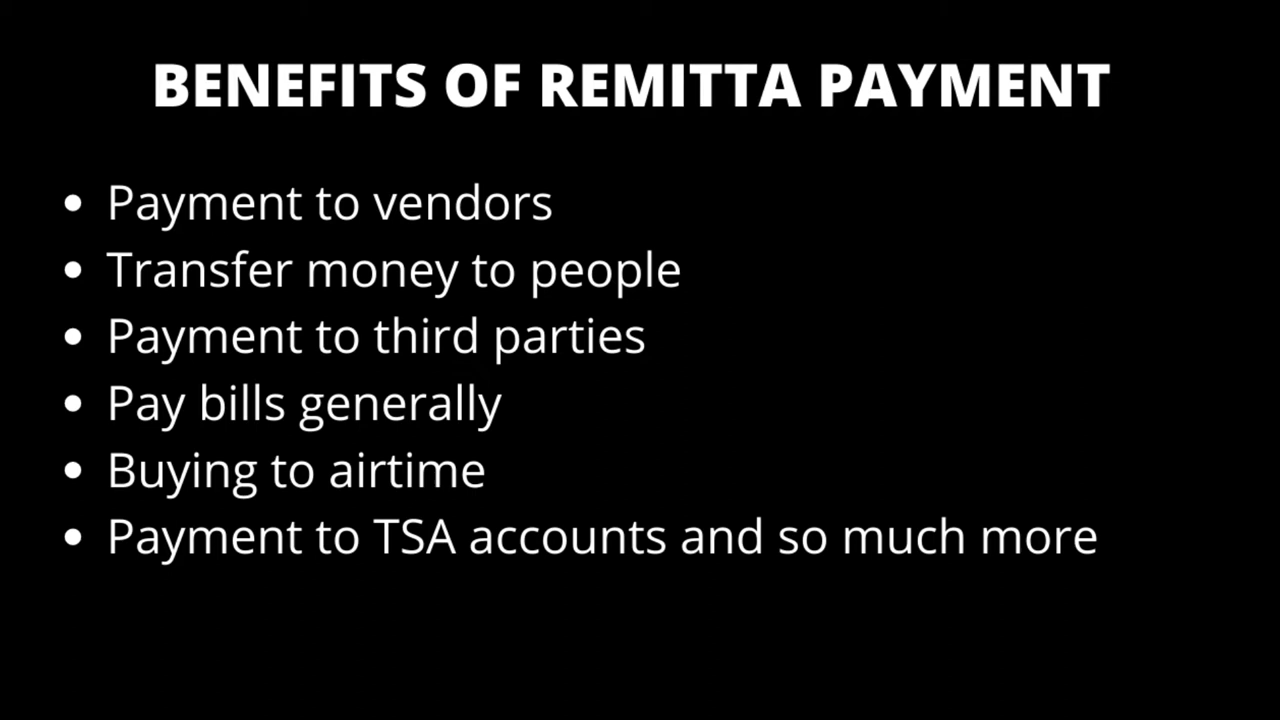 BENEFITS OF REMITTA PAYMENT
• Payment to vendors
• Transfer money to people
• Payment to third parties
• Pay bills generally
• Buying to airtime
• Payment to TSA accounts and so much more